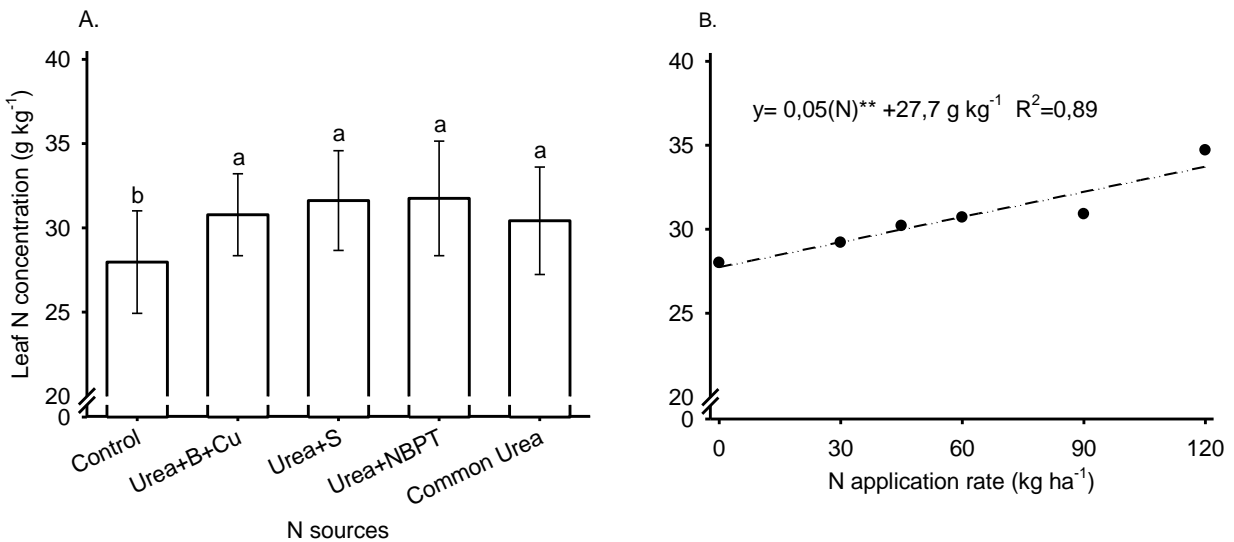 A.
40
35
30
25
20
0
Leaf N concentration (g kg⁻¹)
b
a
a
a
a
Control
Urea+B+Cu
Urea+S
Urea+NBPT
Common Urea
N sources
B.
40
35
30
25
20
0
y= 0,05(N)** +27,7 g kg⁻¹ R²=0,89
0
30
60
90
120
N application rate (kg ha⁻¹)